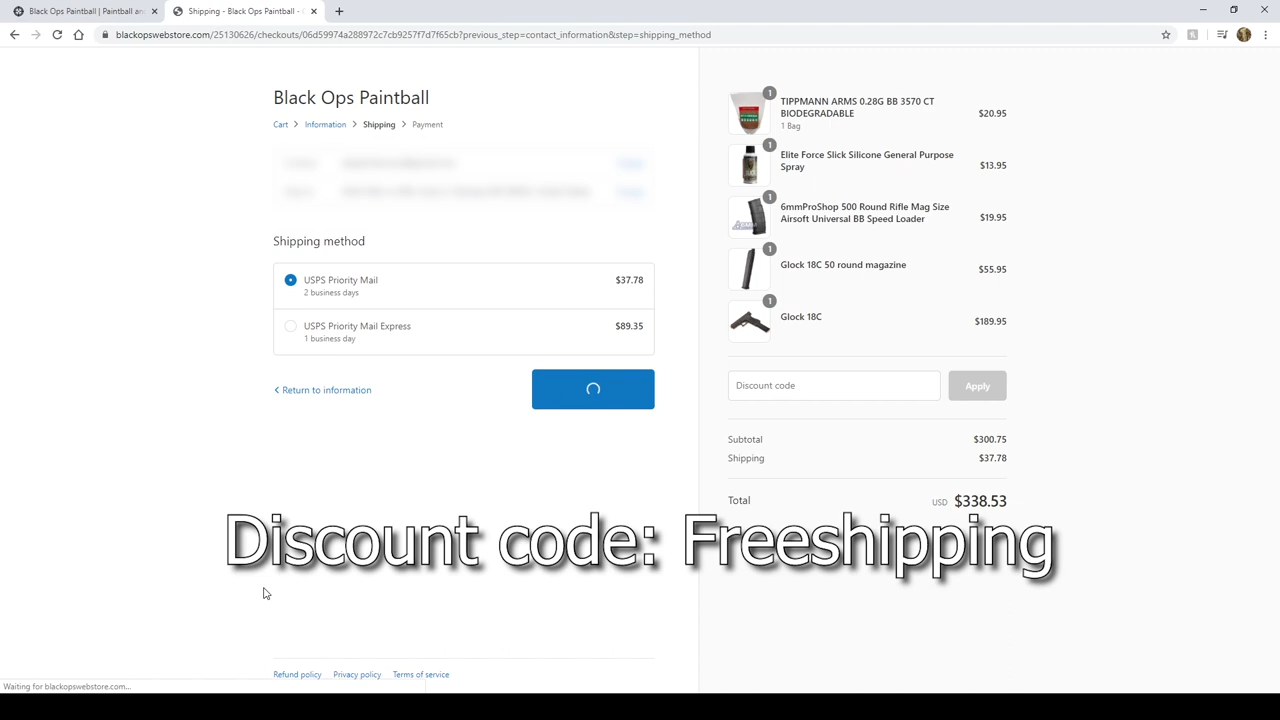 Black Ops Paintball | Paintball an
Shipping - Black Ops Paintball -
blackopswebstore.com/25130626/checkouts/06d59974a288972c7cb9257f7d7f65cb?previous_step=contact_information&step=shipping_method
Black Ops Paintball
Cart > Information > Shipping > Payment
Shipping method
USPS Priority Mail $37.78
2 business days
USPS Priority Mail Express $89.35
1 business day
< Return to information
1
TIPPMANN ARMS 0.28G BB 3570 CT
BIODEGRADABLE $20.95
1 Bag
1
Elite Force Slick Silicone General Purpose
Spray $13.95
1
6mmProShop 500 Round Rifle Mag Size
Airsoft Universal BB Speed Loader $19.95
1
Glock 18C 50 round magazine $55.95
1
Glock 18C $189.95
Discount code Apply
Subtotal $300.75
Shipping $37.78
Total USD $338.53
Discount code: Freeshipping
Refund policy Privacy policy Terms of service
Waiting for blackopswebstore.com...